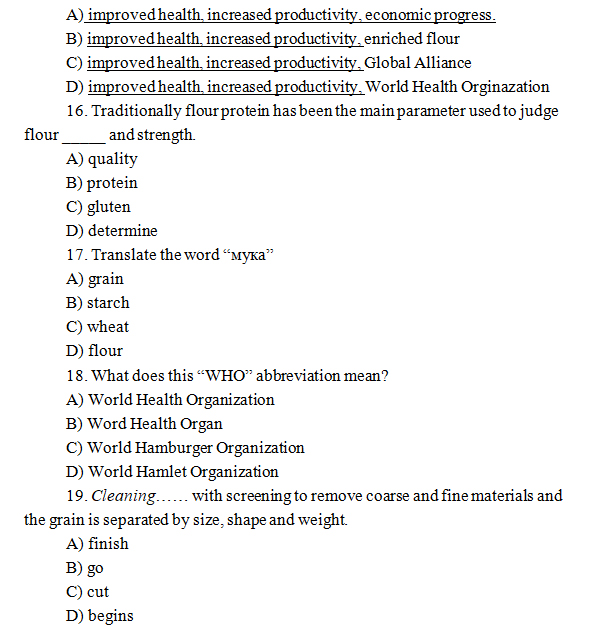 A) improved health, increased productivity, economic progress.
B) improved health, increased productivity, enriched flour
C) improved health, increased productivity, Global Alliance
D) improved health, increased productivity, World Health Orginazation
16. Traditionally flour protein has been the main parameter used to judge
flour _____ and strength.
A) quality
B) protein
C) gluten
D) determine
17. Translate the word “мука”
A) grain
B) starch
C) wheat
D) flour
18. What does this “WHO” abbreviation mean?
A) World Health Organization
B) Word Health Organ
C) World Hamburger Organization
D) World Hamlet Organization
19. Cleaning…… with screening to remove coarse and fine materials and
the grain is separated by size, shape and weight.
A) finish
B) go
C) cut
D) begins